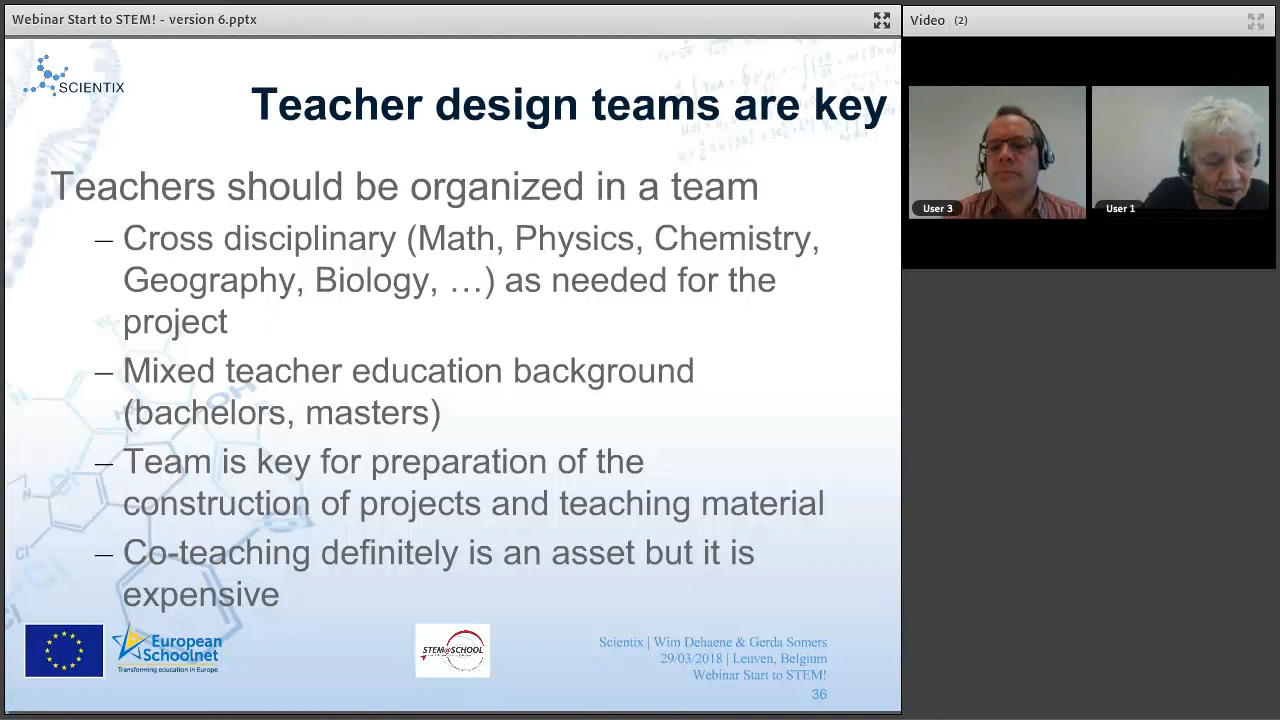 Webinar Start to STEM! - version 6.pptx
Video (2)
SCIENTIX
Teacher design teams are key
Teachers should be organized in a team
– Cross disciplinary (Math, Physics, Chemistry,
Geography, Biology, …) as needed for the
project
– Mixed teacher education background
(bachelors, masters)
– Team is key for preparation of the
construction of projects and teaching material
– Co-teaching definitely is an asset but it is
expensive
User 3
User 1
European
Schoolnet
Transforming education in Europe
STEM@SCHOOL
Scientix | Wim Dehaene & Gerda Somers
29/03/2018 | Leuven, Belgium
Webinar Start to STEM!
36